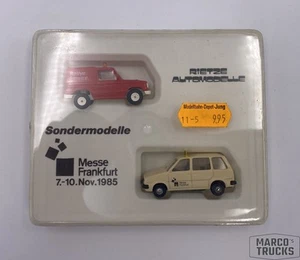 RIETZE
AUTOMODELLE
Modellbahn-Depot-Jung
11-5 9.95
Sondermodelle
Messe
Frankfurt
7.-10. Nov. 1985
MARCO
TRUCKS